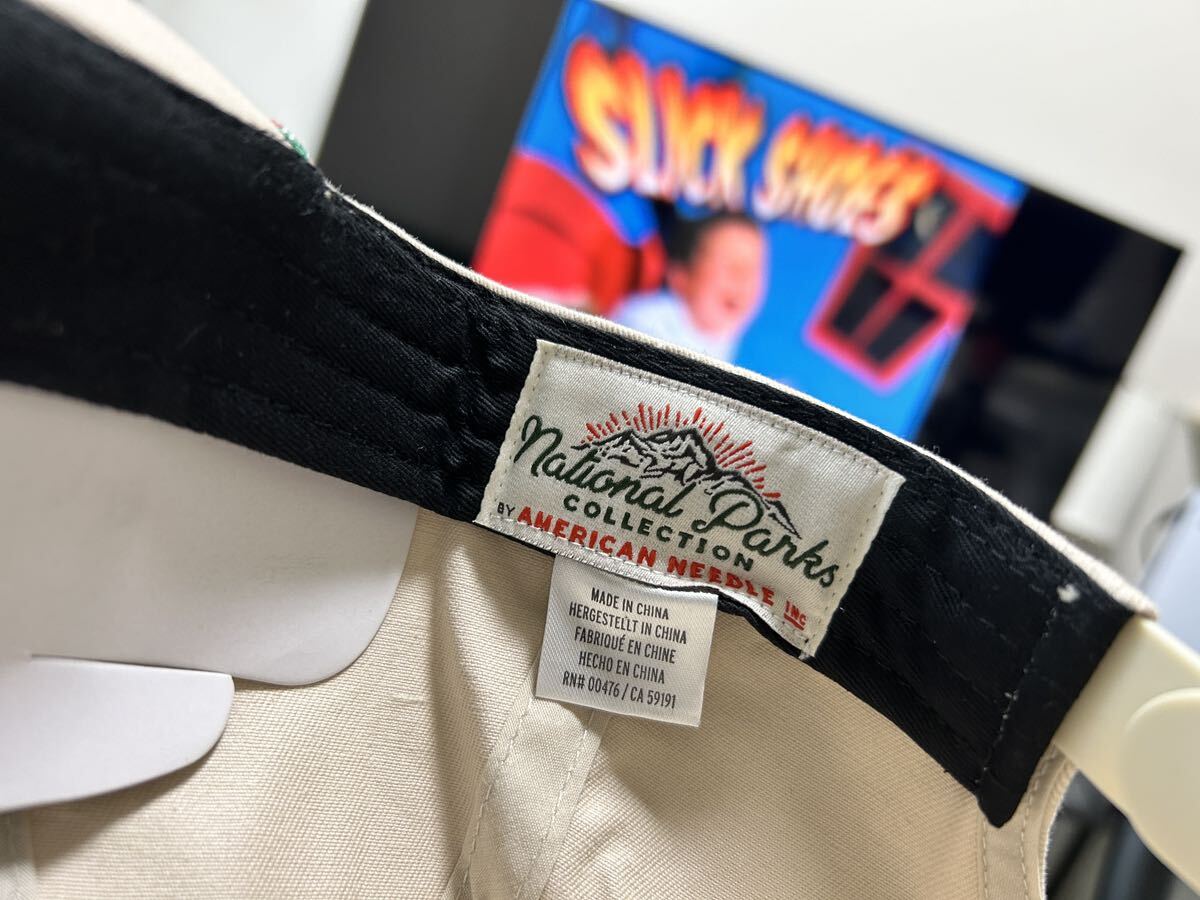 SLICK SHOES
National Parks
COLLECTION
BY AMERICAN NEEDLE INC
MADE IN CHINA
HERGESTELLT IN CHINA
FABRIQUÉ EN CHINE
HECHO EN CHINA
RN# 00476 / CA 59191